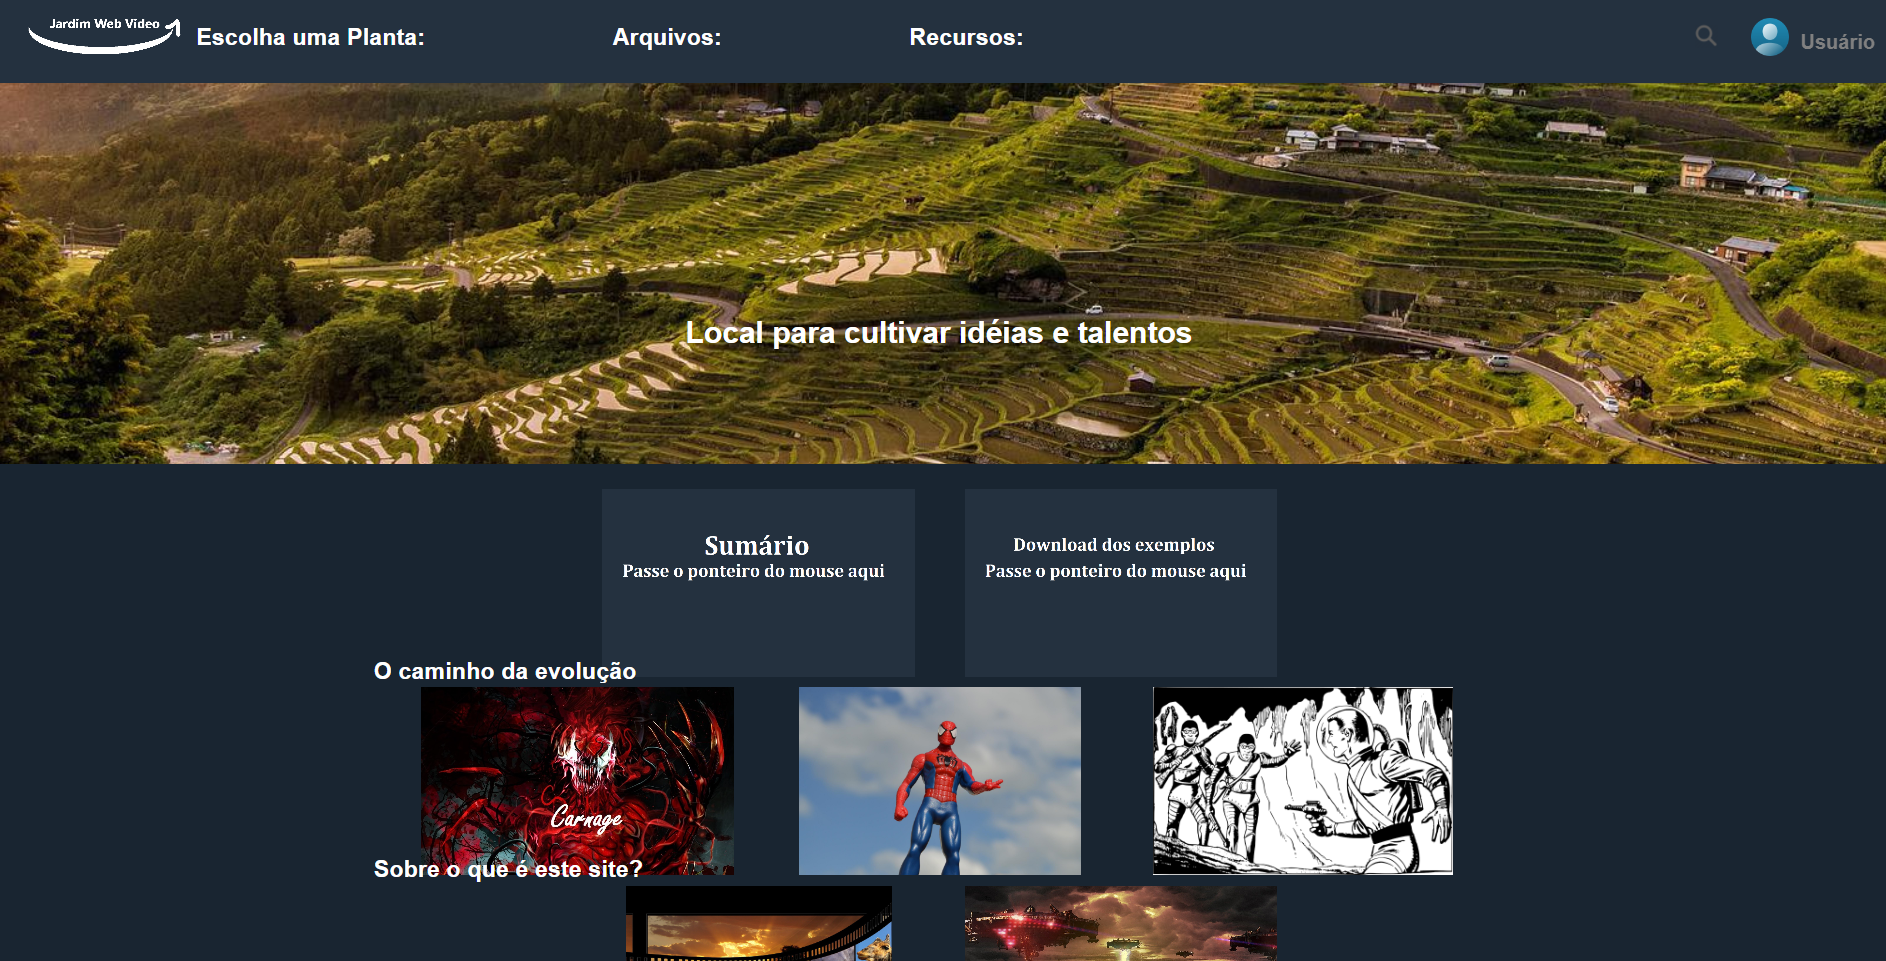 Jardim Web Video
Escolha uma Planta:
Arquivos:
Recursos:
Usuário
Local para cultivar idéias e talentos
Sumário
Passe o ponteiro do mouse aqui
Download dos exemplos
Passe o ponteiro do mouse aqui
O caminho da evolução
Carnage
Sobre o que é este site?